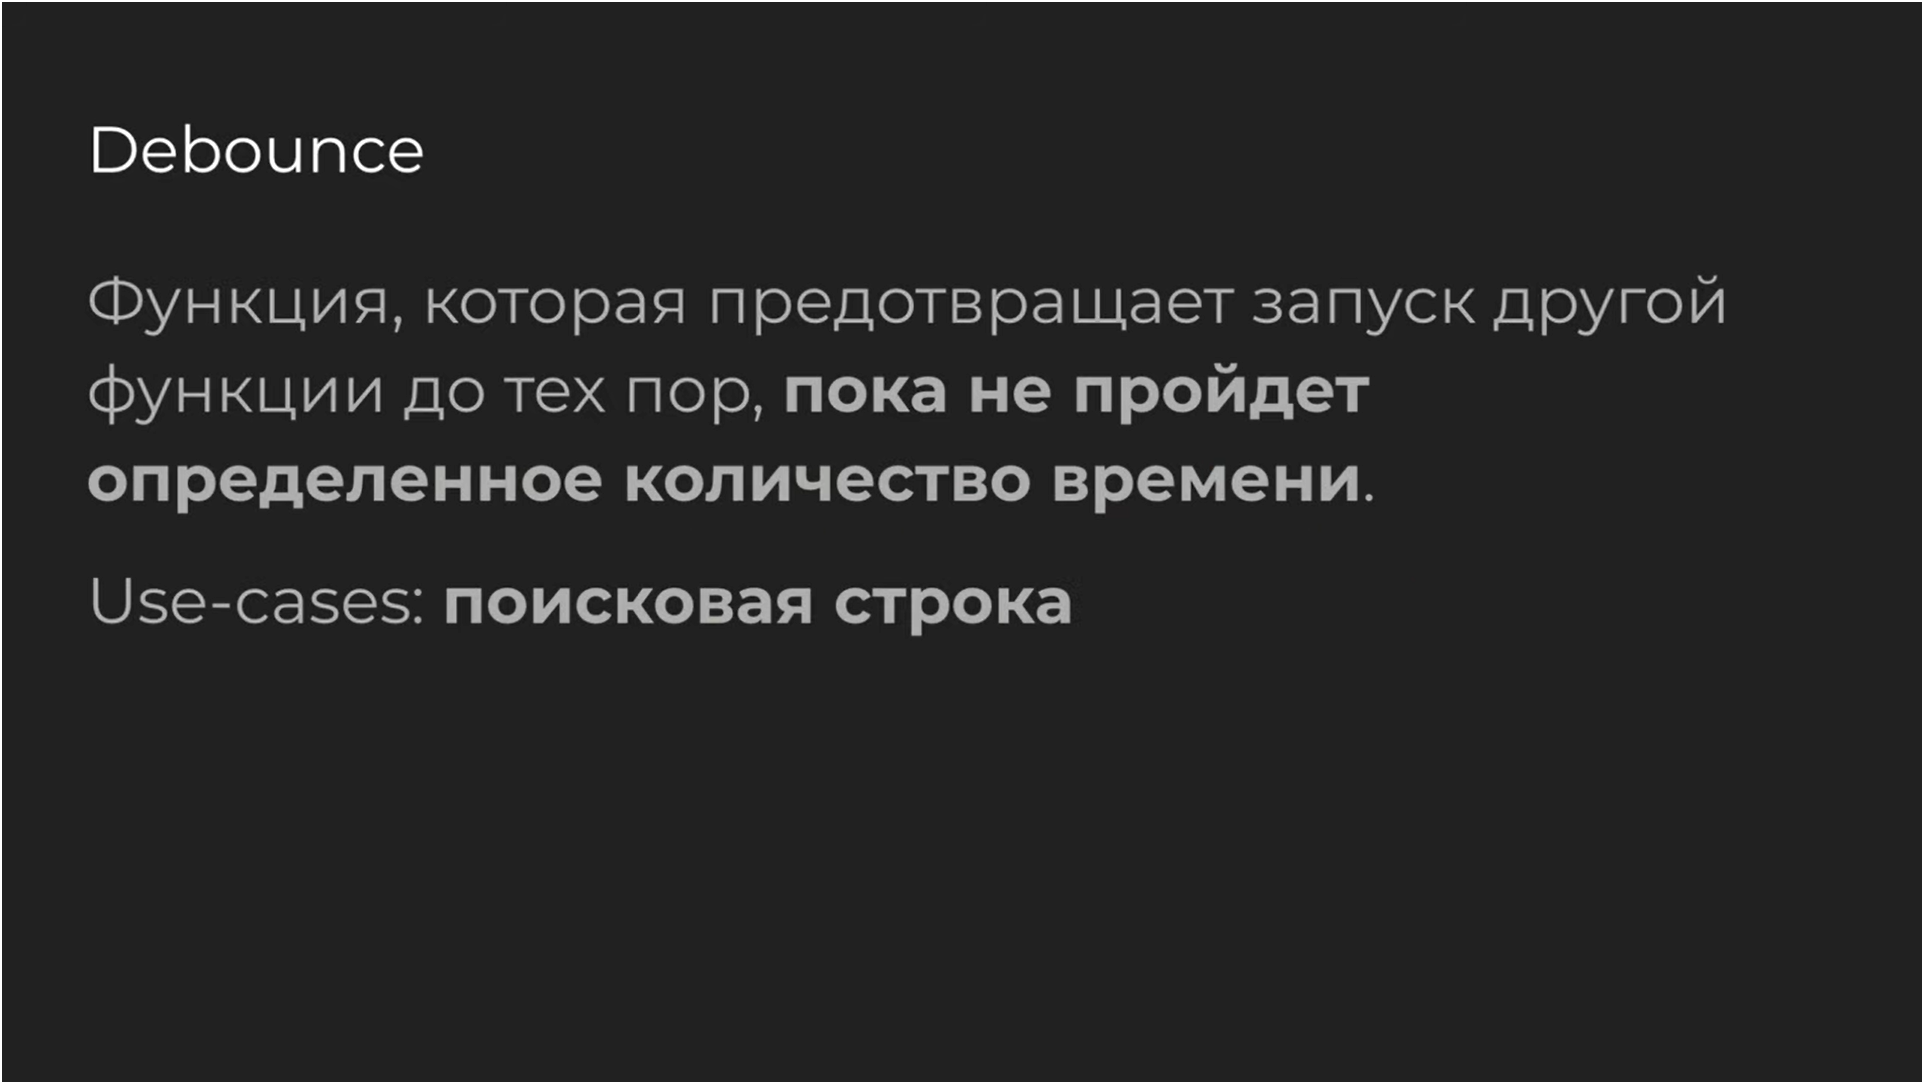 Debounce
Функция, которая предотвращает запуск другой
функции до тех пор, пока не пройдет
определенное количество времени.
Use-cases: поисковая строка